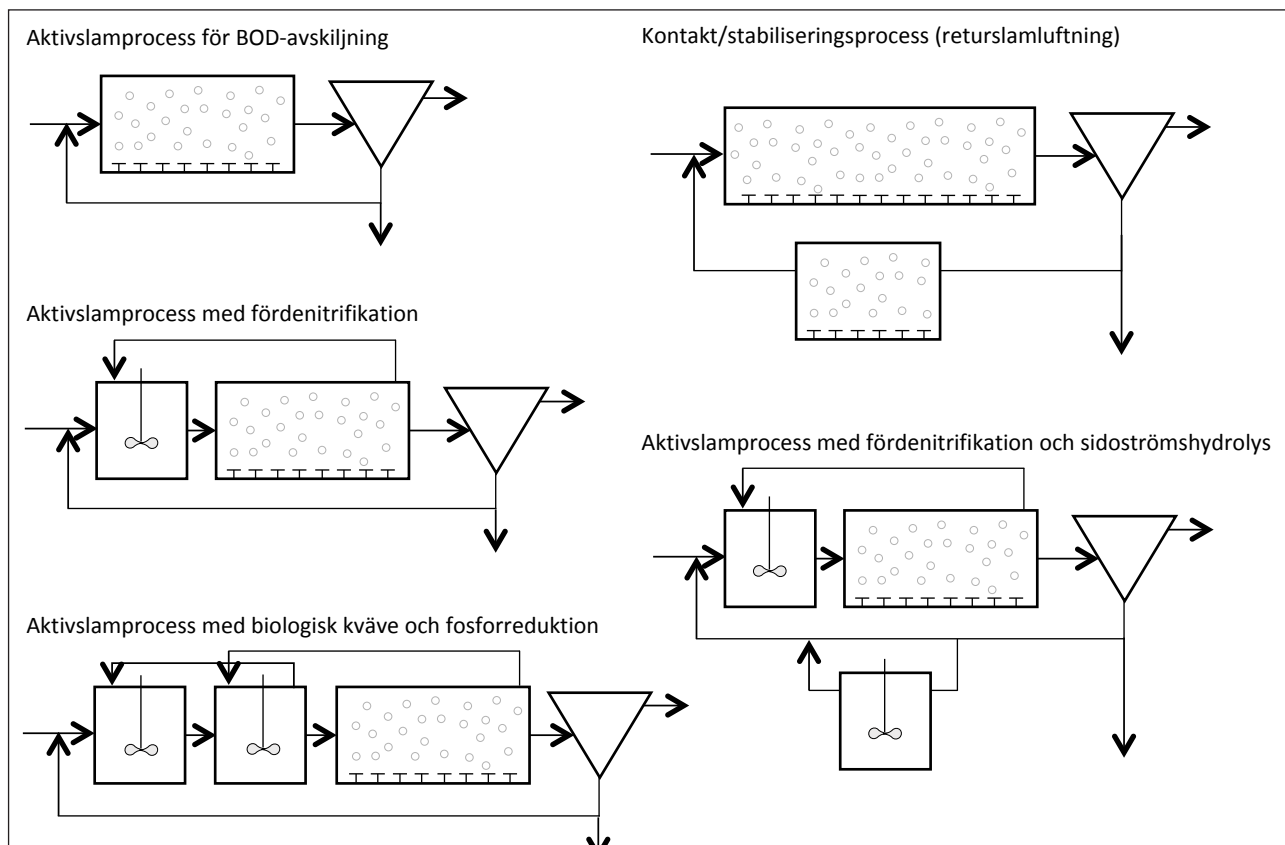 Aktivslamprocess för BOD-avskiljning
Kontakt/stabiliseringsprocess (returslamluftning)
Aktivslamprocess med fördenitrifikation
Aktivslamprocess med fördenitrifikation och sidoströmshydrolys
Aktivslamprocess med biologisk kväve och fosforreduktion